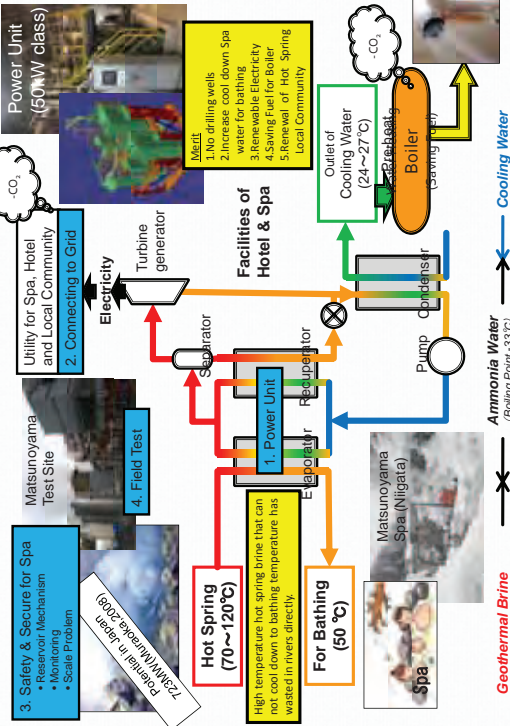 3. Safety & Secure for Spa
• Reservoir Mechanism
• Monitoring
• Scale Problem
Potential in Japan
723MW(Muraoka,2008)
Matsunoyama
Test Site
4. Field Test
Utility for Spa, Hotel
and Local Community
2. Connecting to Grid
-CO₂
Power Unit
(50kW class)
Electricity
Turbine
generator
Merit
1.No drilling wells
2.Increase cool down Spa
water for bathing
3.Renewable Electricity
4.Saving Fuel for Boiler
5.Renewal of Hot Spring
Local Community
Facilities of
Hotel & Spa
Hot Spring
(70～120℃)
High temperature hot spring brine that can
not cool down to bathing temperature has
wasted in rivers directly.
For Bathing
(50 ℃)
Separator
1. Power Unit
Evaporator
Recuperator
Outlet of
Cooling Water
(24～27℃)
-CO₂
Preheat
Boiler
(Saving
Condenser
Pump
Spa
Matsunoyama
Spa (Niigata)
Geothermal Brine
Ammonia Water
(Boiling Point -33℃)
Cooling Water